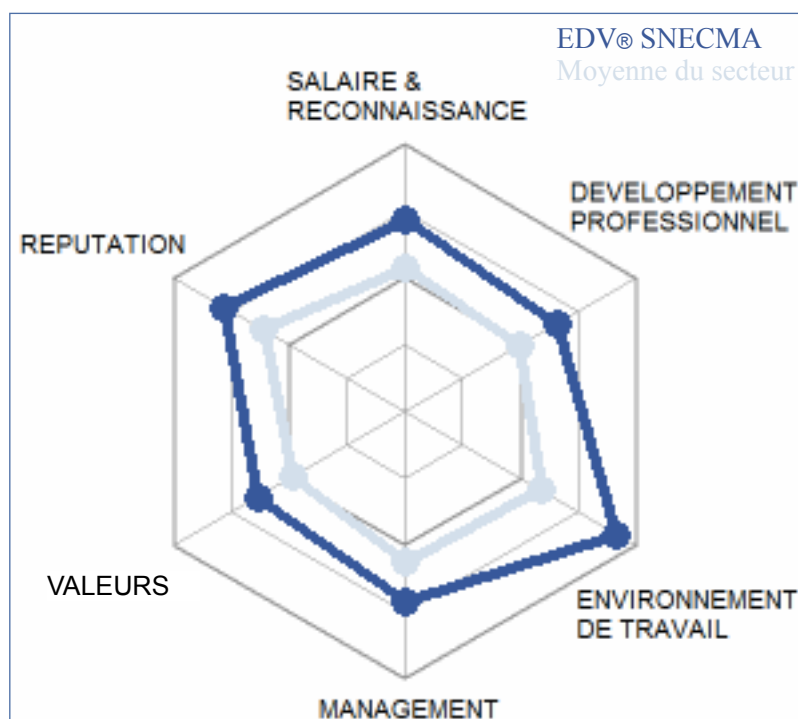 EDV® SNECMA
Moyenne du secteur
SALAIRE &
RECONNAISSANCE
DEVELOPPEMENT
PROFESSIONNEL
REPUTATION
VALEURS
ENVIRONNEMENT
DE TRAVAIL
MANAGEMENT